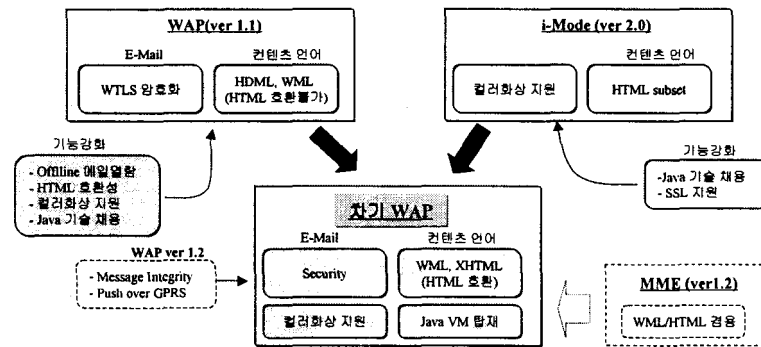 WAP(ver 1.1)
E-Mail
컨텐츠 언어
WTLS 암호화
HDML, WML
(HTML 호환불가)
i-Mode (ver 2.0)
컨텐츠 언어
컬러화상 지원
HTML subset
기능강화
- Offiline 메일열람
- HTML 호환성
- 컬러화상 지원
- Java 기술 채용
기능강화
-Java 기술 채용
- SSL 지원
차기 WAP
E-Mail
컨텐츠 언어
Security
WML, XHTML
(HTML 호환)
컬러화상 지원
Java VM 탑재
WAP ver 1.2
- Message Integrity
- Push over GPRS
MME (ver1.2)
WML/HTML 겸용